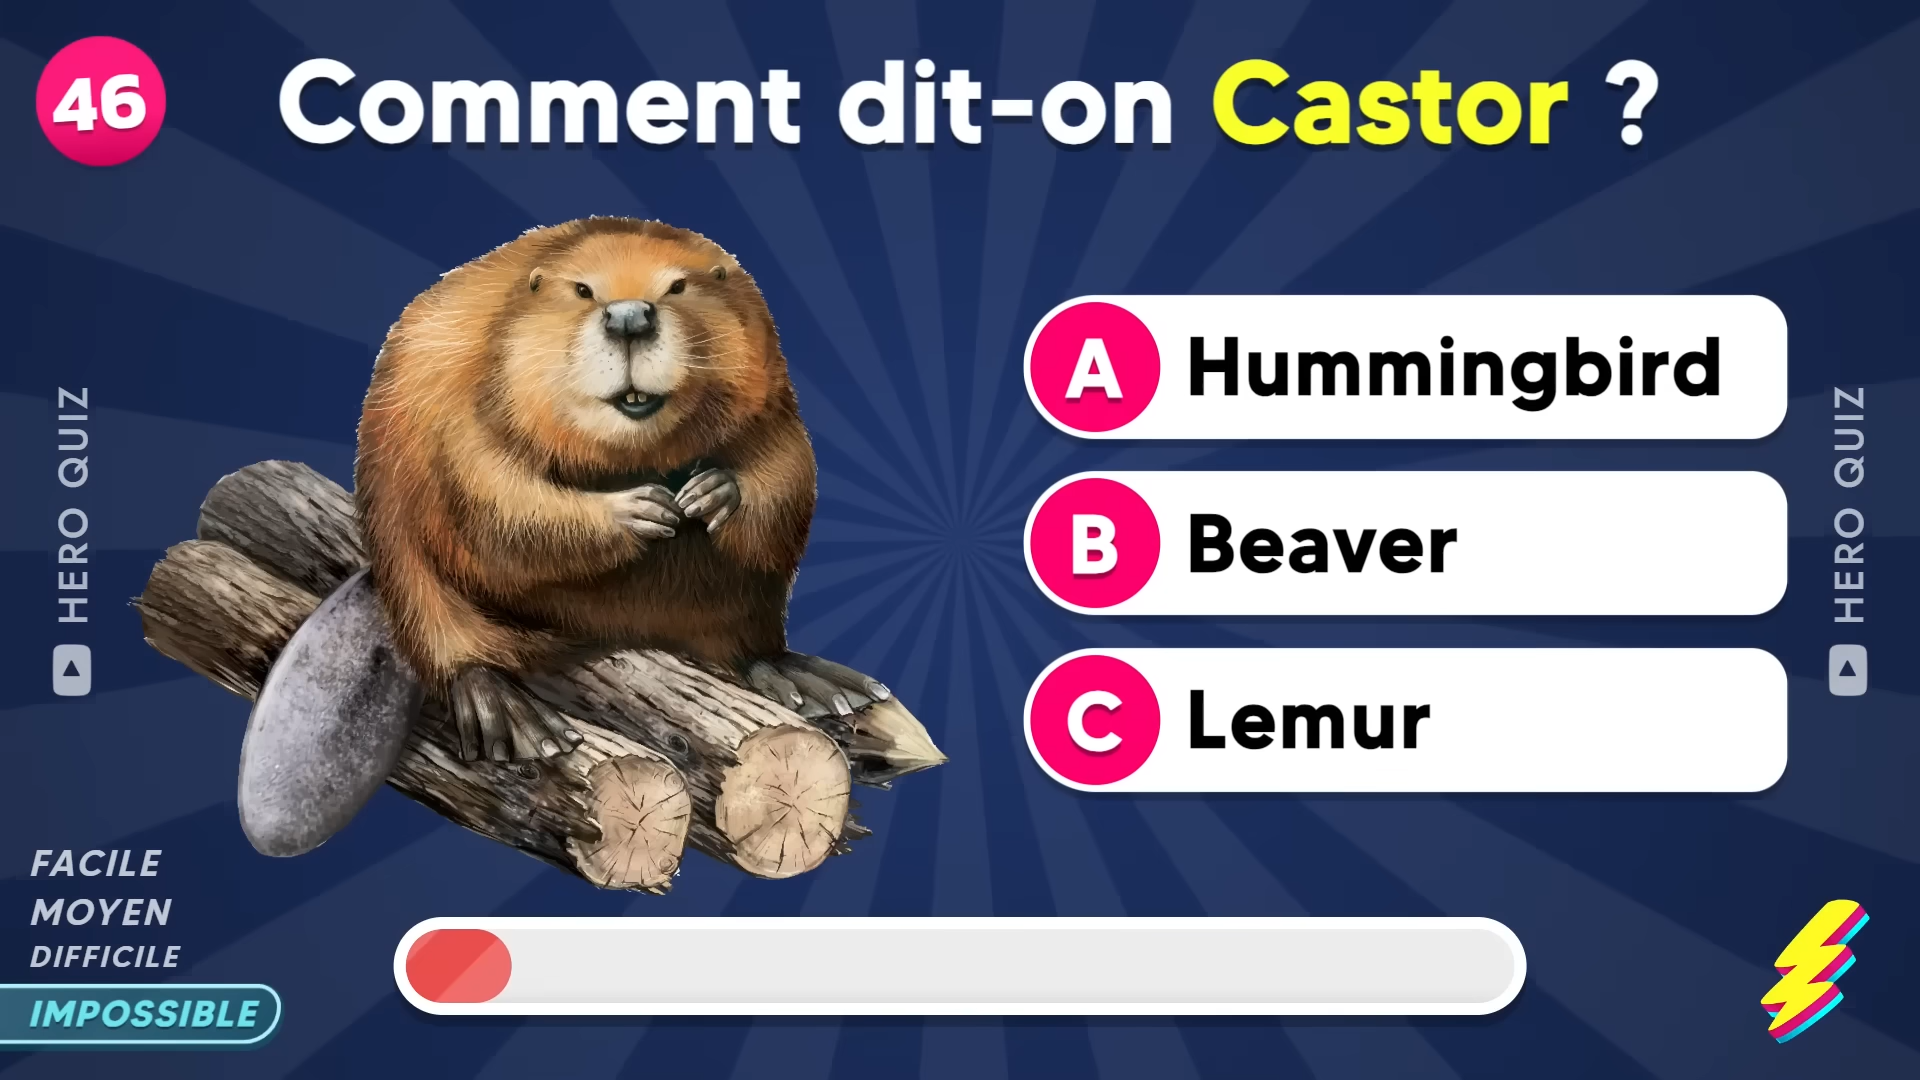 46
Comment dit-on Castor ?
A Hummingbird
B Beaver
C Lemur
HERO QUIZ
HERO QUIZ
FACILE
MOYEN
DIFFICILE
IMPOSSIBLE